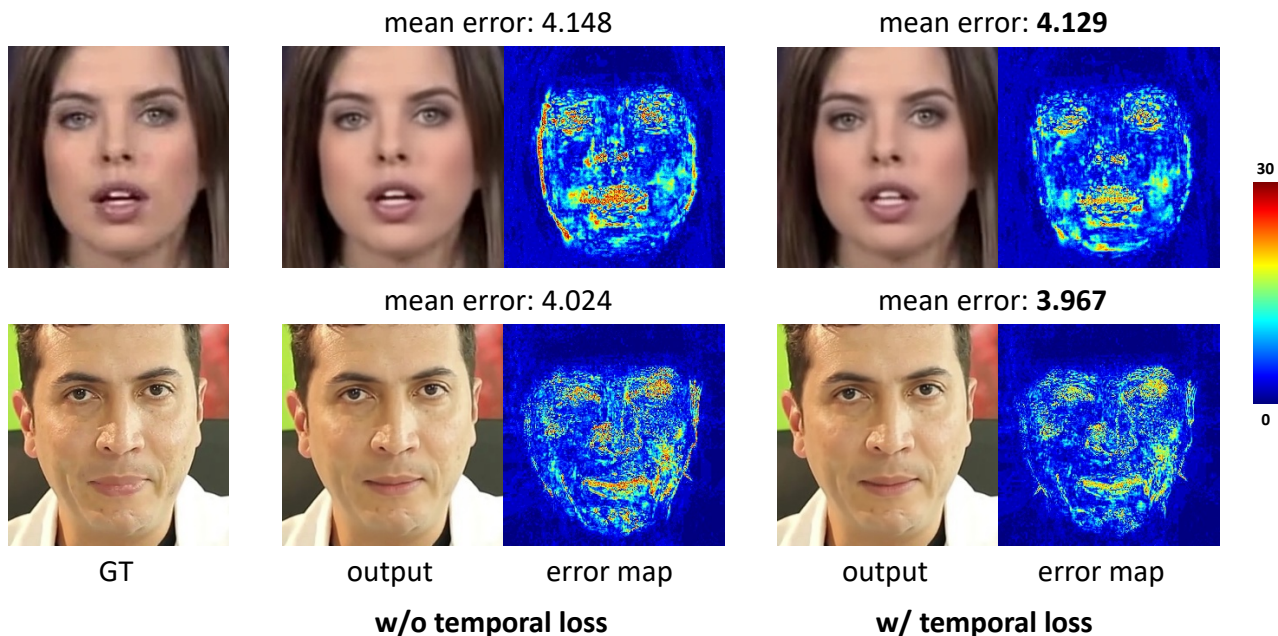 mean error: 4.148
mean error: 4.129
30
0
mean error: 4.024
mean error: 3.967
GT
output
error map
output
error map
w/o temporal loss
w/ temporal loss